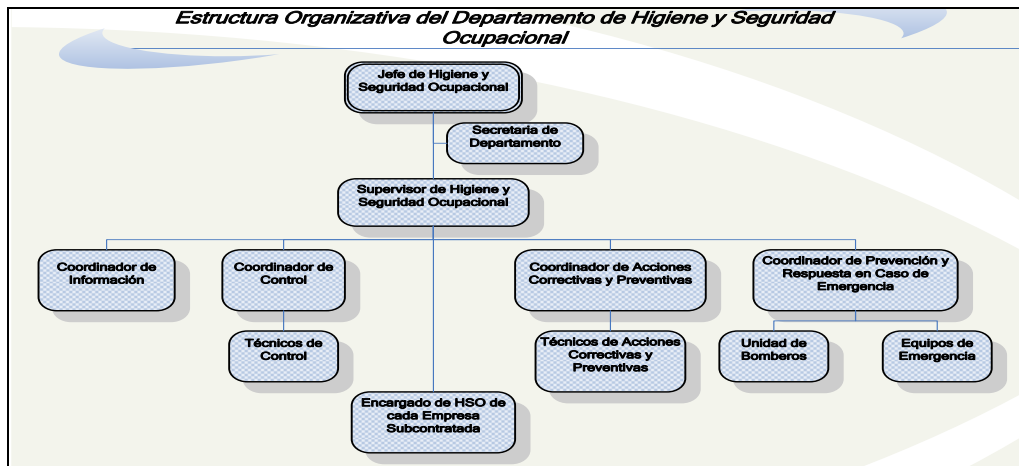 Estructura Organizativa del Departamento de Higiene y Seguridad
Ocupacional
Jefe de Higiene y
Seguridad Ocupacional
Secretaria de
Departamento
Supervisor de Higiene y
Seguridad Ocupacional
Coordinador de
Información
Coordinador de
Control
Coordinador de Acciones
Correctivas y Preventivas
Coordinador de Prevención y
Respuesta en Caso de
Emergencia
Técnicos de
Control
Técnicos de Acciones
Correctivas y
Preventivas
Unidad de
Bomberos
Equipos de
Emergencia
Encargado de HSO de
cada Empresa
Subcontratada